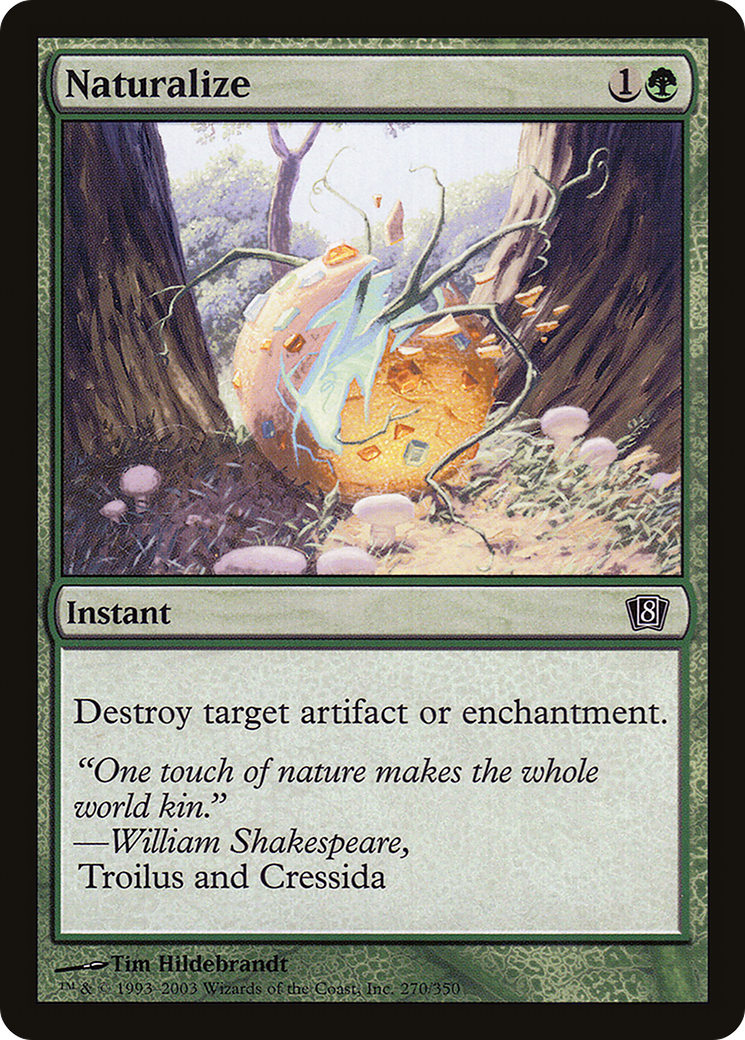 Naturalize 1
Instant 8
Destroy target artifact or enchantment.
“One touch of nature makes the whole
world kin.”
—William Shakespeare,
Troilus and Cressida
Tim Hildebrandt
™ & © 1993–2003 Wizards of the Coast, Inc. 270/350